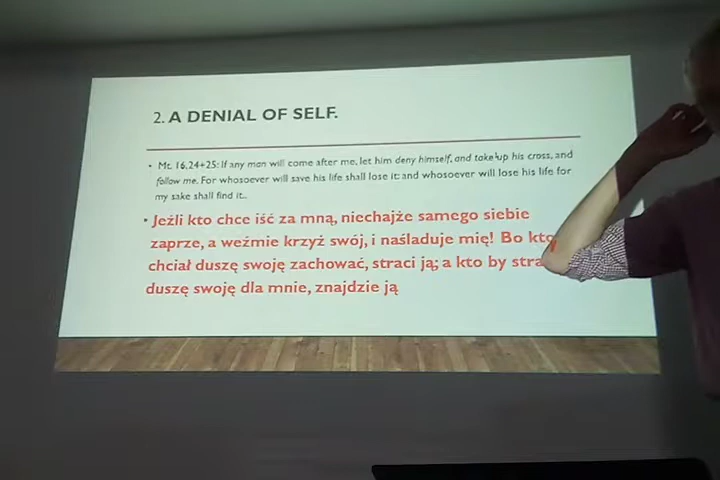 2. A DENIAL OF SELF.
• Mt. 16.24+25: If any man will come after me, let him deny himself, and take up his cross, and
follow me. For whosoever will save his life shall lose it: and whosoever will lose his life for
my sake shall find it..
• Jeźli kto chce iść za mną, niechajże samego siebie
zaprze, a weźmie krzyż swój, i naśladuje mię! Bo kto
chciał duszę swoję zachować, straci ją; a kto by stra
duszę swoję dla mnie, znajdzie ją